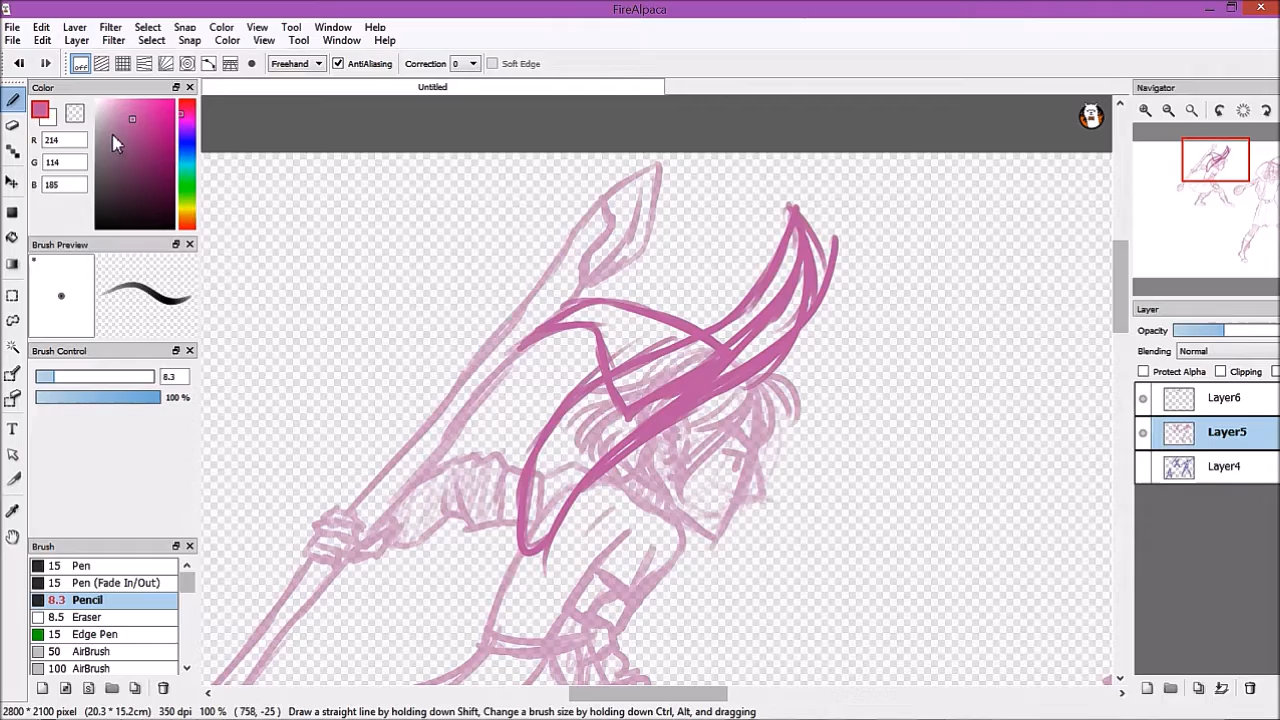 FireAlpaca
File Edit Layer Filter Select Snap Color View Tool Window Help
File Edit Layer Filter Select Snap Color View Tool Window Help
off Freehand AntiAliasing Correction 0 Soft Edge
Color Untitled Navigator
R 214
G 114
B 185
Brush Preview
Layer
Opacity
Brush Control Blending Normal
Protect Alpha Clipping
8.3
100 %
Layer6
Layer5
Layer4
Brush
15 Pen
15 Pen (Fade In/Out)
8.3 Pencil
8.5 Eraser
15 Edge Pen
50 AirBrush
100 AirBrush
2800 * 2100 pixel (20.3 * 15.2cm) 350 dpi 100 % ( 758, -25 ) Draw a straight line by holding down Shift, Change a brush size by holding down Ctrl, Alt, and dragging